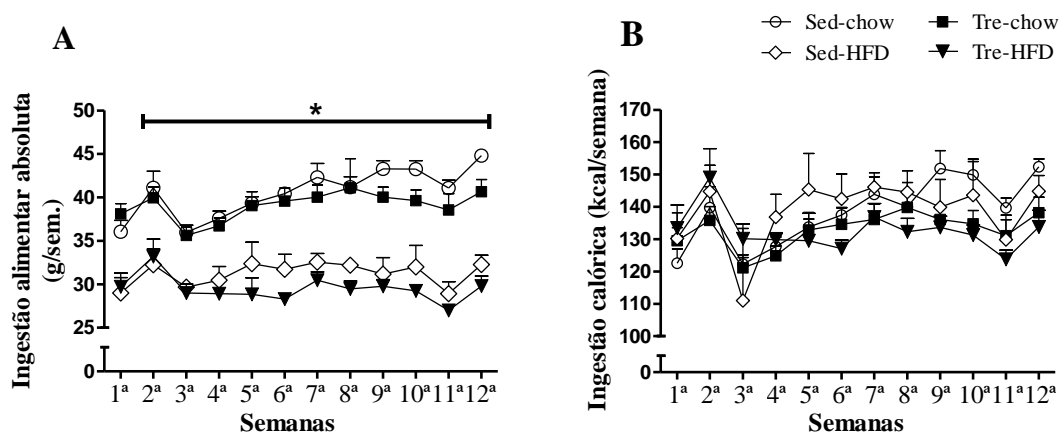 A
B
Sed-chow
Tre-chow
Sed-HFD
Tre-HFD
Ingestão alimentar absoluta
(g/sem.)
50
45
40
35
30
25
0
*
1ª 2ª 3ª 4ª 5ª 6ª 7ª 8ª 9ª 10ª 11ª 12ª
Semanas
Ingestão calórica (kcal/semana)
170
160
150
140
130
120
110
100
0
1ª 2ª 3ª 4ª 5ª 6ª 7ª 8ª 9ª 10ª 11ª 12ª
Semanas